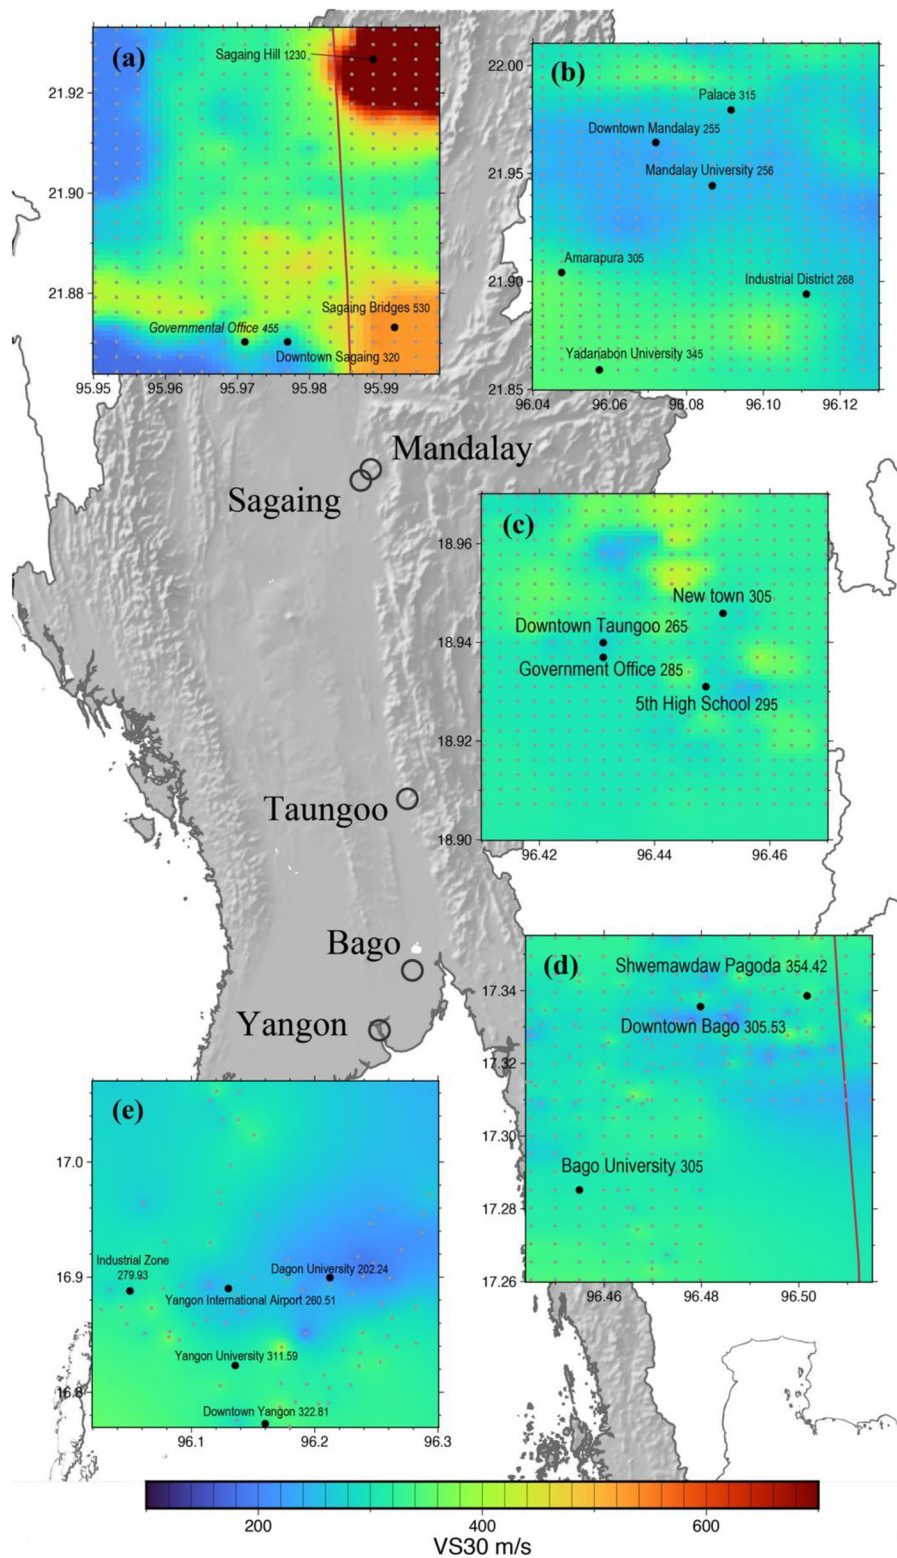 (a)
Sagaing Hill 1230
21.92
21.90
21.88
Sagaing Bridges 530
Governmental Office 455
Downtown Sagaing 320
95.95 95.96 95.97 95.98 95.99
(b)
22.00
Palace 315
Downtown Mandalay 255
21.95
Mandalay University 256
Amarapura 305
21.90
Industrial District 268
Yadanabon University 345
21.85
96.04 96.06 96.08 96.10 96.12
Mandalay
Sagaing
(c)
18.96
New town 305
Downtown Taungoo 265
18.94
Government Office 285
5th High School 295
18.92
18.90
96.42 96.44 96.46
Taungoo
Bago
Yangon
(d)
Shwemawdaw Pagoda 354.42
17.34
Downtown Bago 305.53
17.32
17.30
Bago University 305
17.28
17.26
96.46 96.48 96.50
(e)
17.0
Industrial Zone
279.93
Dagon University 202.24
16.9
Yangon International Airport 260.51
Yangon University 311.59
16.8
Downtown Yangon 322.81
96.1 96.2 96.3
200 400 600
VS30 m/s